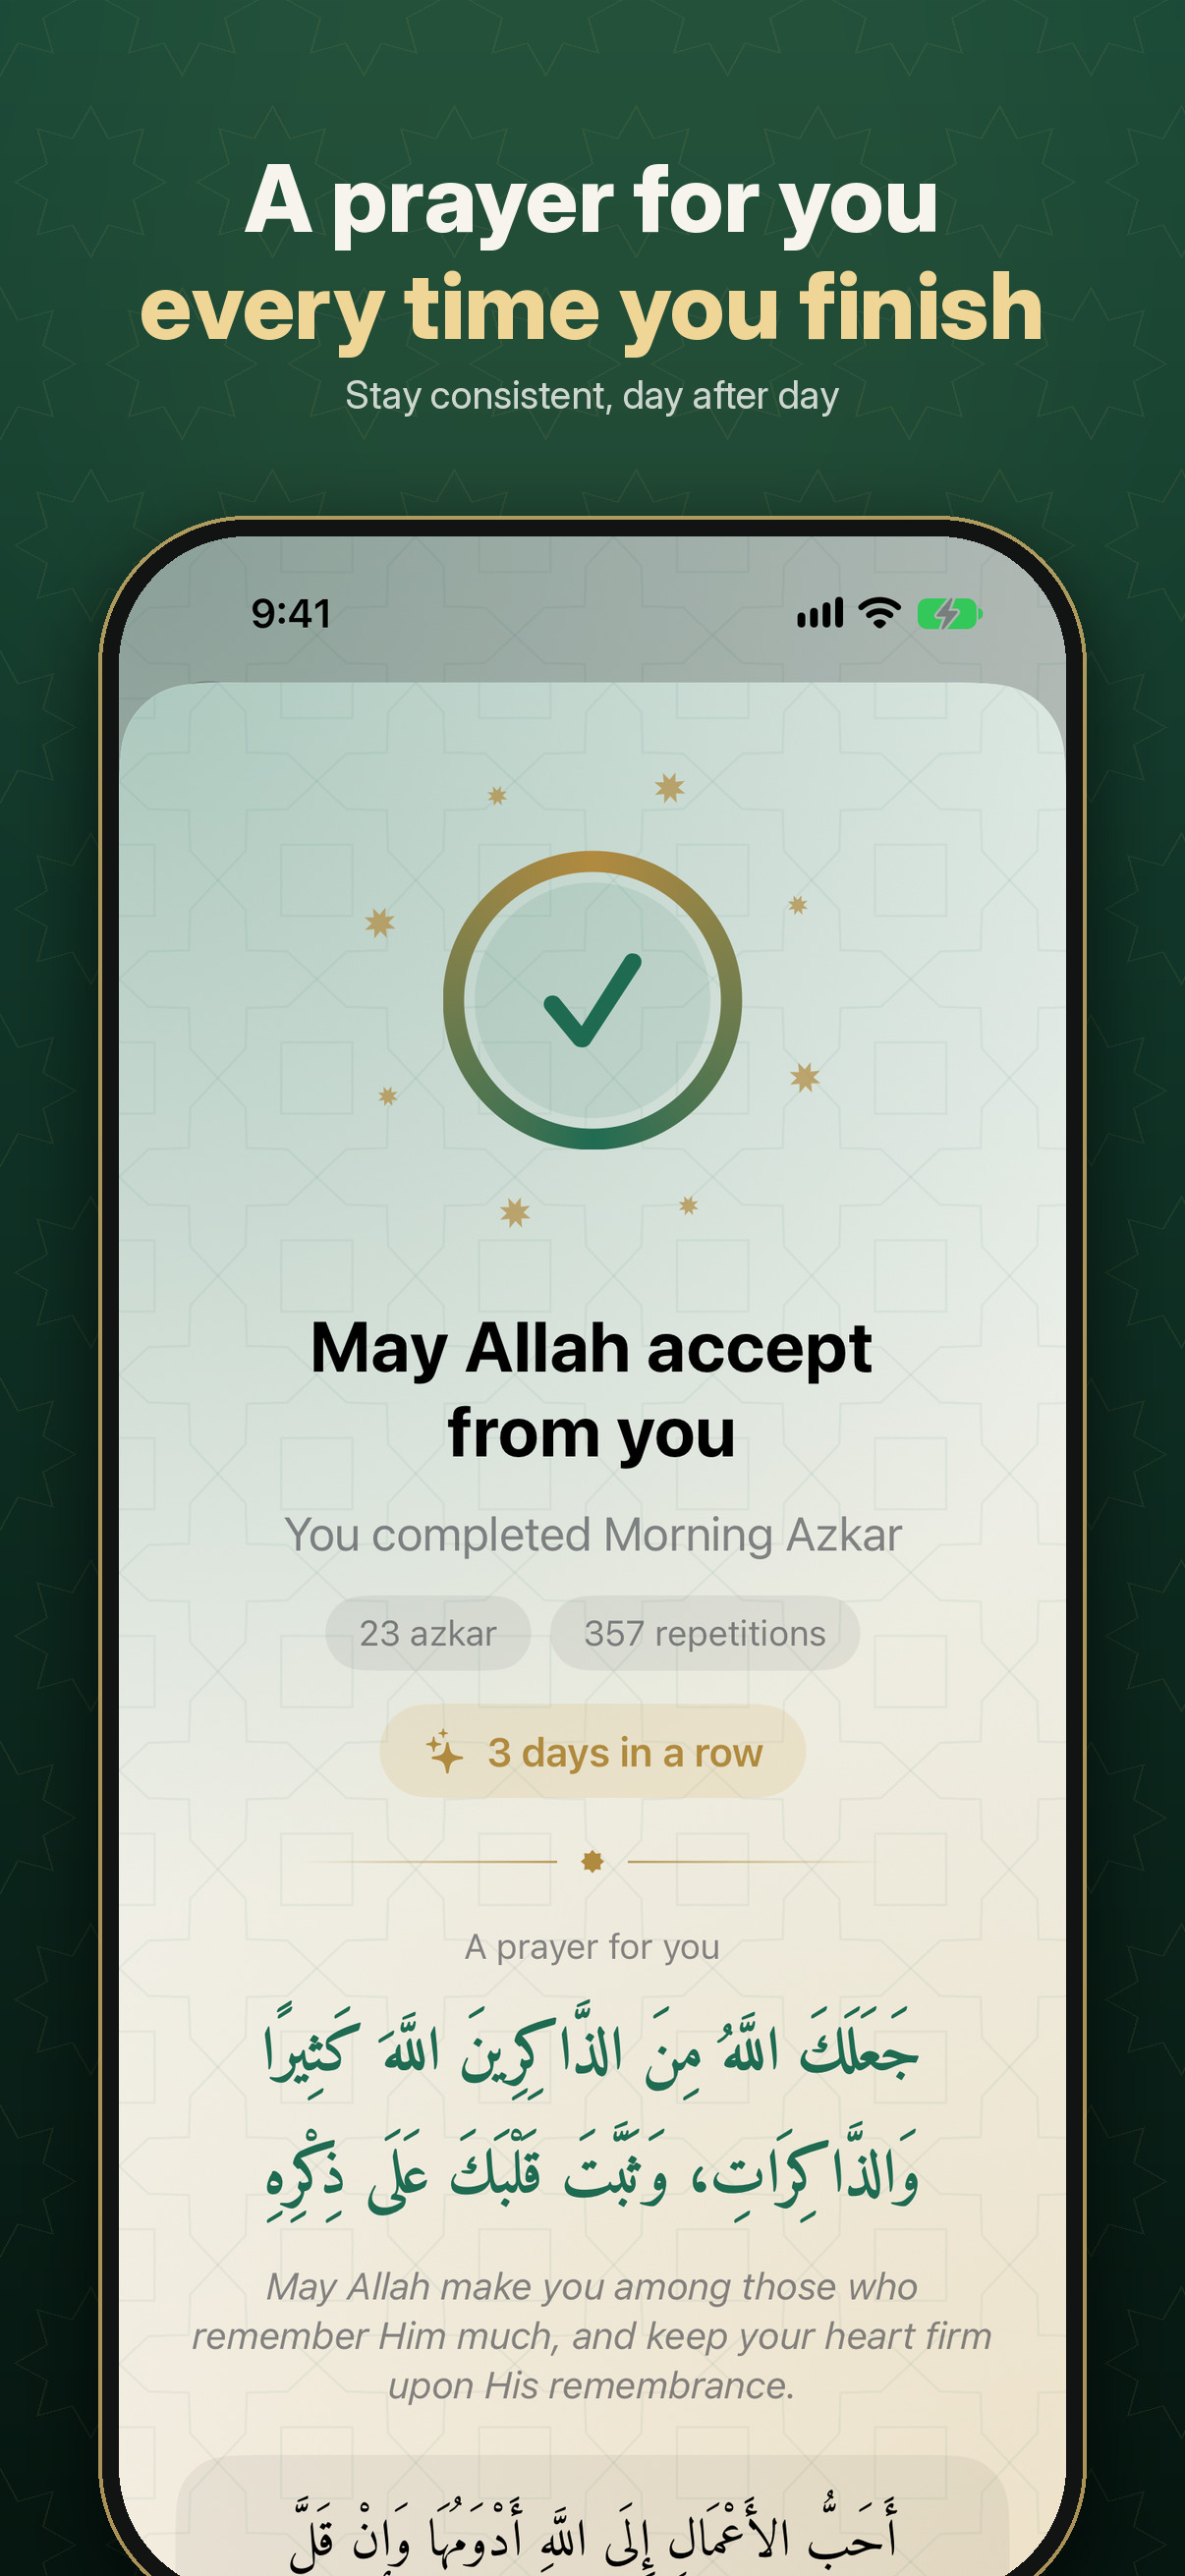 A prayer for you
every time you finish
Stay consistent, day after day
9:41
May Allah accept
from you
You completed Morning Azkar
23 azkar
357 repetitions
3 days in a row
A prayer for you
جَعَلَكَ اللَّهُ مِنَ الذَّاكِرِينَ اللَّهَ كَثِيرًا
وَالذَّاكِرَاتِ، وَثَبَّتَ قَلْبَكَ عَلَى ذِكْرِهِ
May Allah make you among those who
remember Him much, and keep your heart firm
upon His remembrance.
أَحَبُّ الأَعْمَالِ إِلَى اللَّهِ أَدْوَمُهَا وَإِنْ قَلَّ